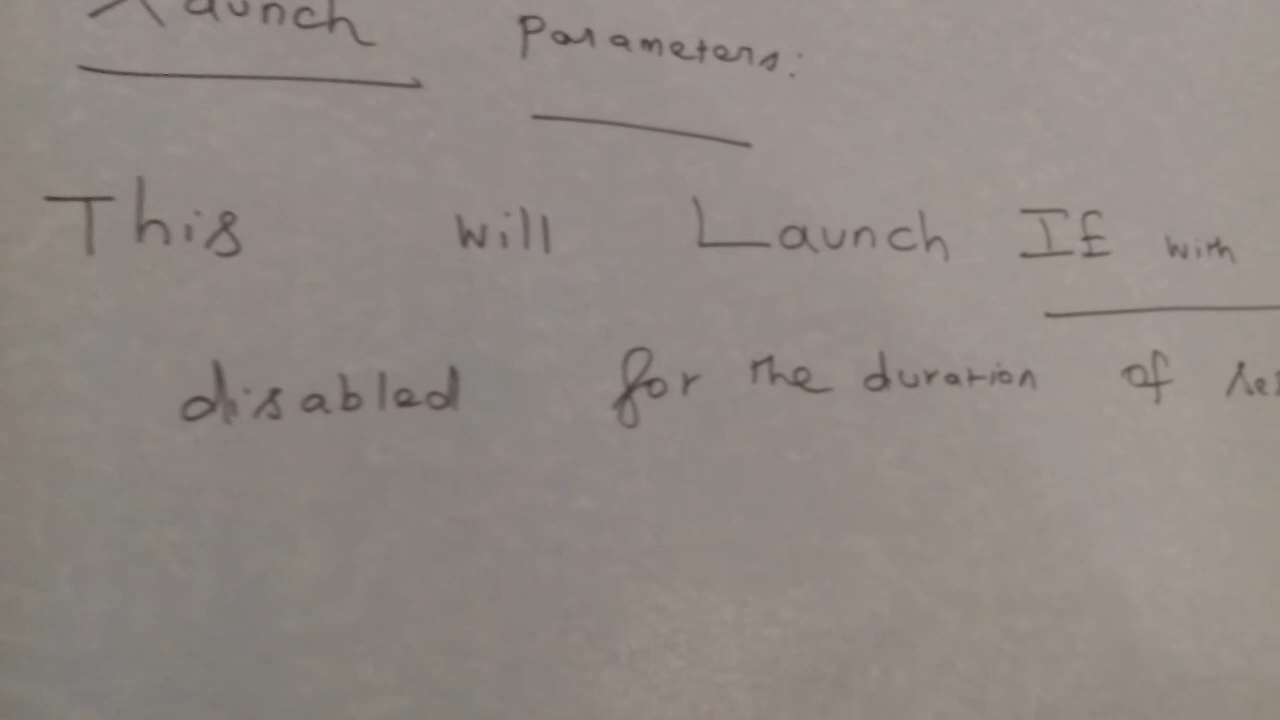 Launch Parameters:
This will Launch IE with
disabled for the duration of